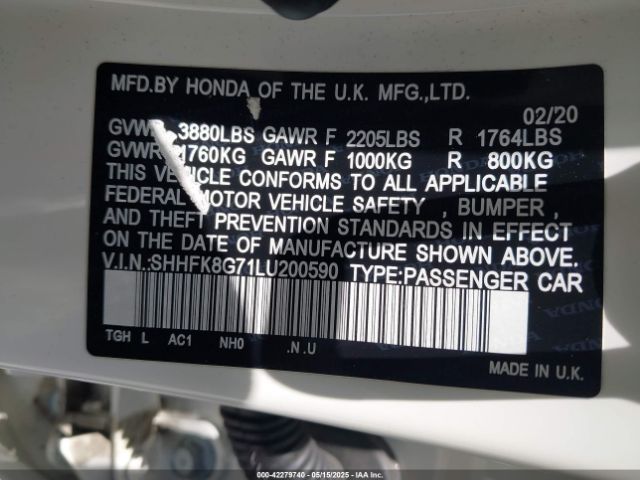 MFD.BY HONDA OF THE U.K. MFG.,LTD.
02/20
GVWR 3880LBS GAWR F 2205LBS R 1764LBS
GVWR 1760KG GAWR F 1000KG R 800KG
THIS VEHICLE CONFORMS TO ALL APPLICABLE
FEDERAL MOTOR VEHICLE SAFETY , BUMPER ,
AND THEFT PREVENTION STANDARDS IN EFFECT
ON THE DATE OF MANUFACTURE SHOWN ABOVE.
V.I.N.:SHHFK8G71LU200590 TYPE:PASSENGER CAR
TGH L AC1 NH0 .N.U
MADE IN U.K.
HONDA
000-42279740 - 05/15/2025 - IAA Inc.